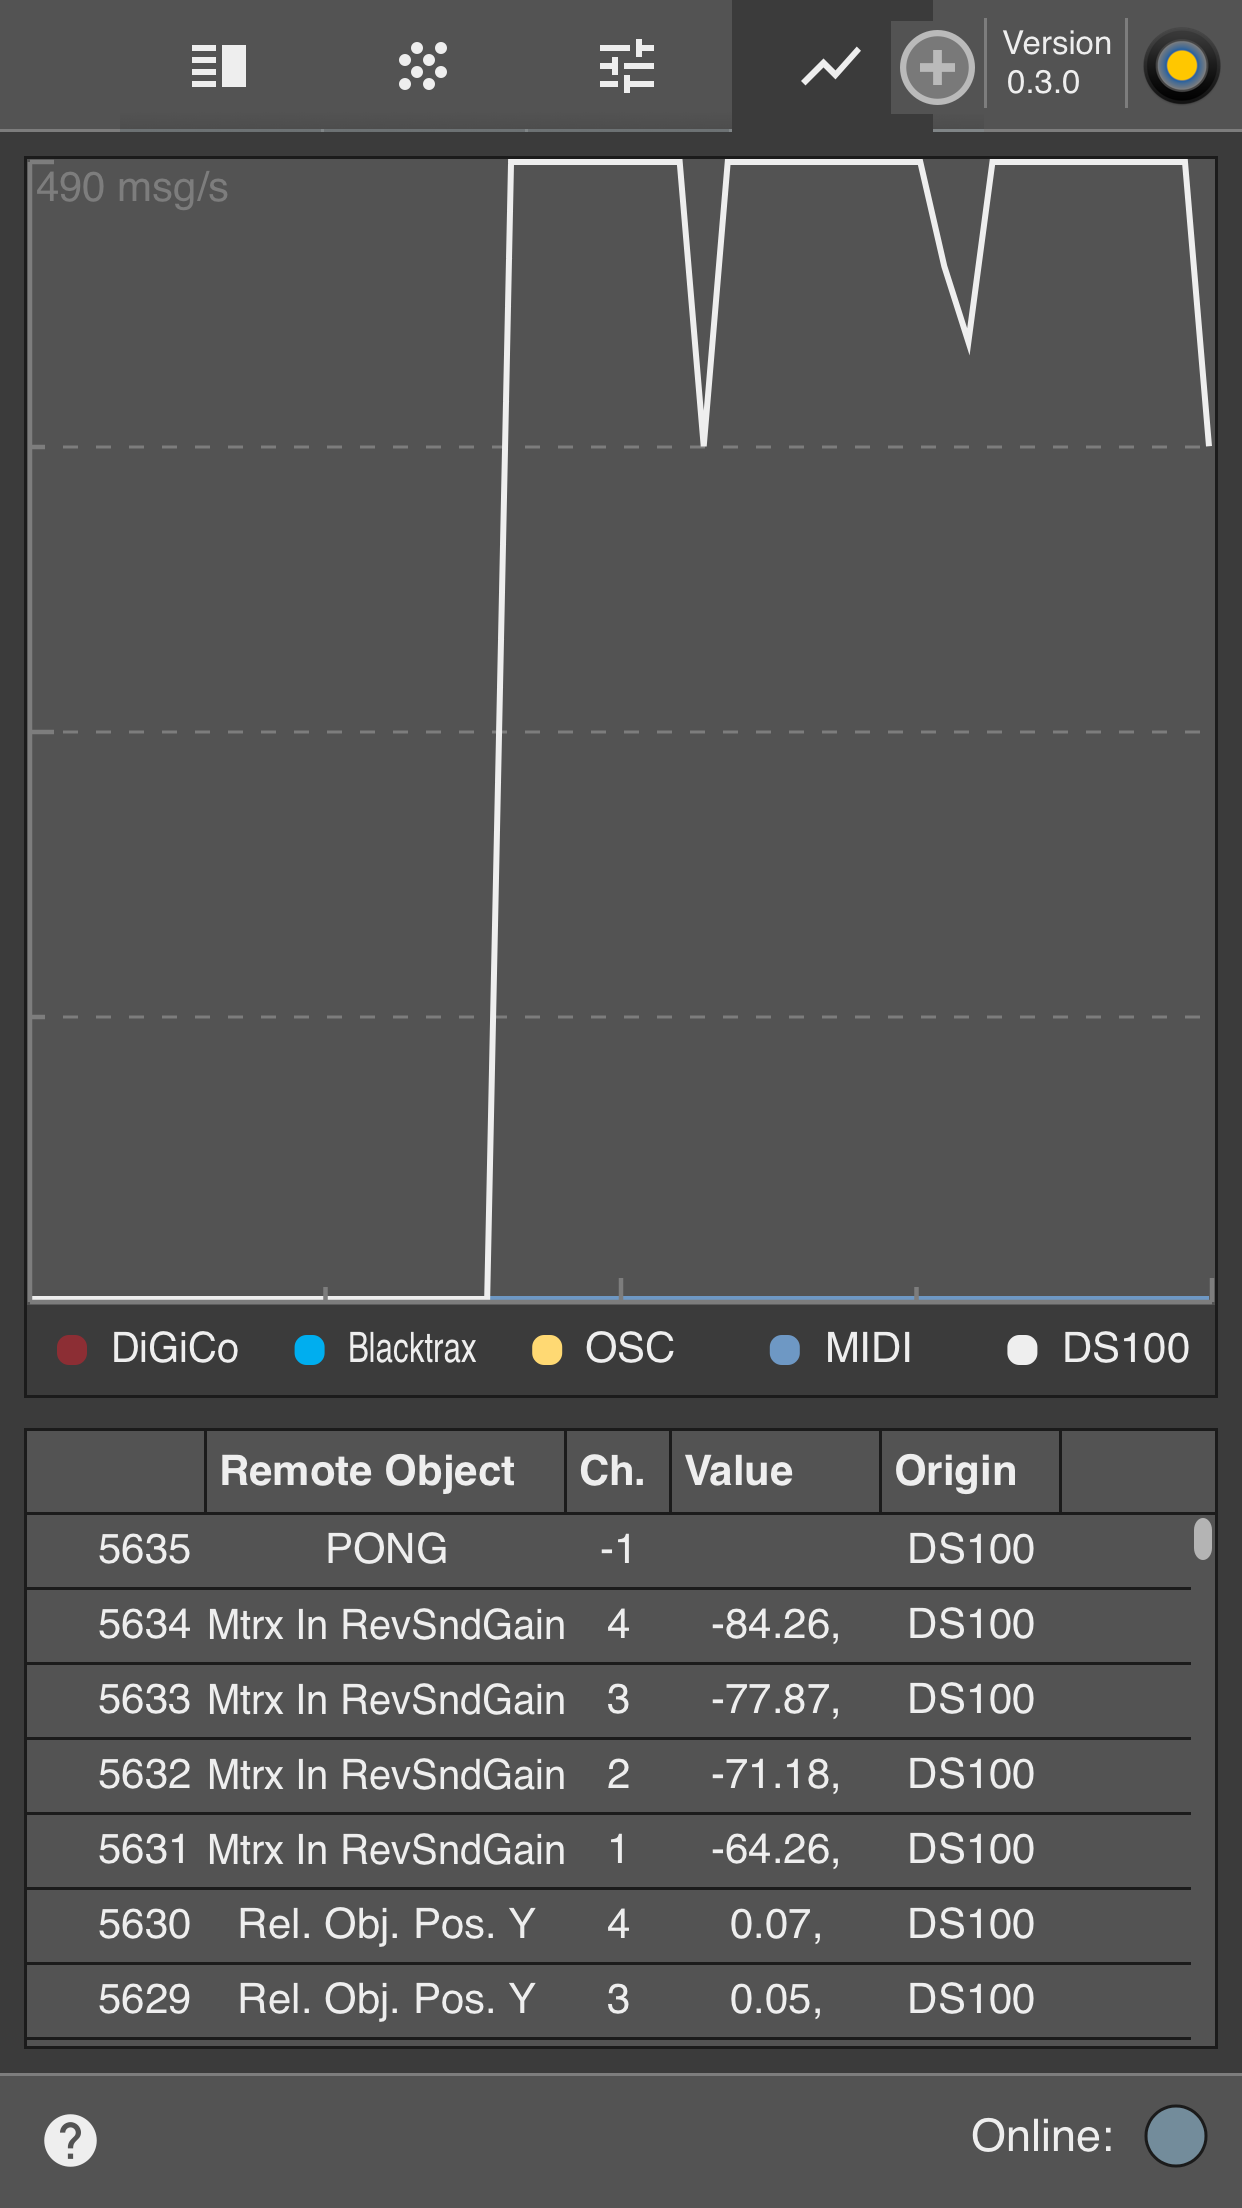 Version
0.3.0
490 msg/s
DiGiCo Blacktrax OSC MIDI DS100
Remote Object Ch. Value Origin
5635 PONG -1 DS100
5634 Mtrx In RevSndGain 4 -84.26, DS100
5633 Mtrx In RevSndGain 3 -77.87, DS100
5632 Mtrx In RevSndGain 2 -71.18, DS100
5631 Mtrx In RevSndGain 1 -64.26, DS100
5630 Rel. Obj. Pos. Y 4 0.07, DS100
5629 Rel. Obj. Pos. Y 3 0.05, DS100
? Online: